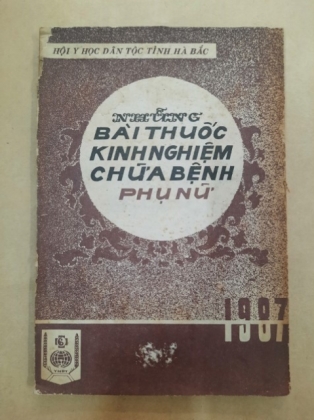 HỘI Y HỌC DÂN TỘC TỈNH HÀ BẮC
NHỮNG
BÀI THUỐC
KINH NGHIỆM
CHỮA BỆNH
PHỤ NỮ
1987